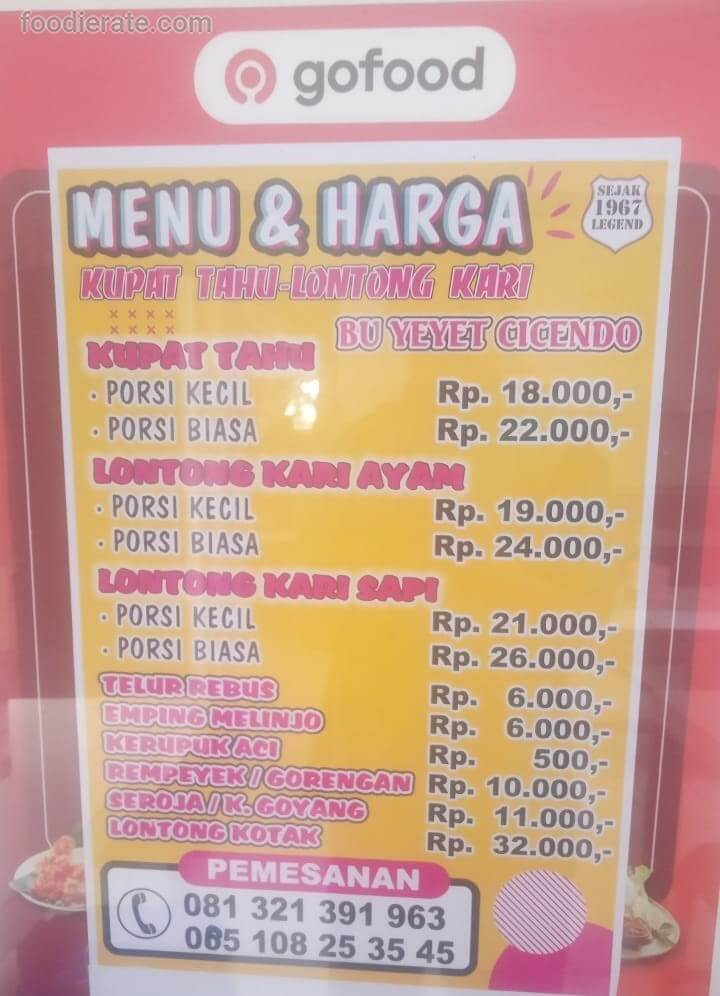 foodierate.com
gofood
MENU & HARGA
SEJAK
1967
LEGEND
KUPAT TAHU-LONTONG KARI
BU YEYET CICENDO
KUPAT TAHU
· PORSI KECIL Rp. 18.000,-
· PORSI BIASA Rp. 22.000,-
LONTONG KARI AYAM
· PORSI KECIL Rp. 19.000,-
· PORSI BIASA Rp. 24.000,-
LONTONG KARI SAPI
· PORSI KECIL Rp. 21.000,-
· PORSI BIASA Rp. 26.000,-
TELUR REBUS Rp. 6.000,-
EMPING MELINJO Rp. 6.000,-
KERUPUK ACI Rp. 500,-
REMPEYEK / GORENGAN Rp. 10.000,-
SEROJA / K. GOYANG Rp. 11.000,-
LONTONG KOTAK Rp. 32.000,-
PEMESANAN
081 321 391 963
108 25 35 45